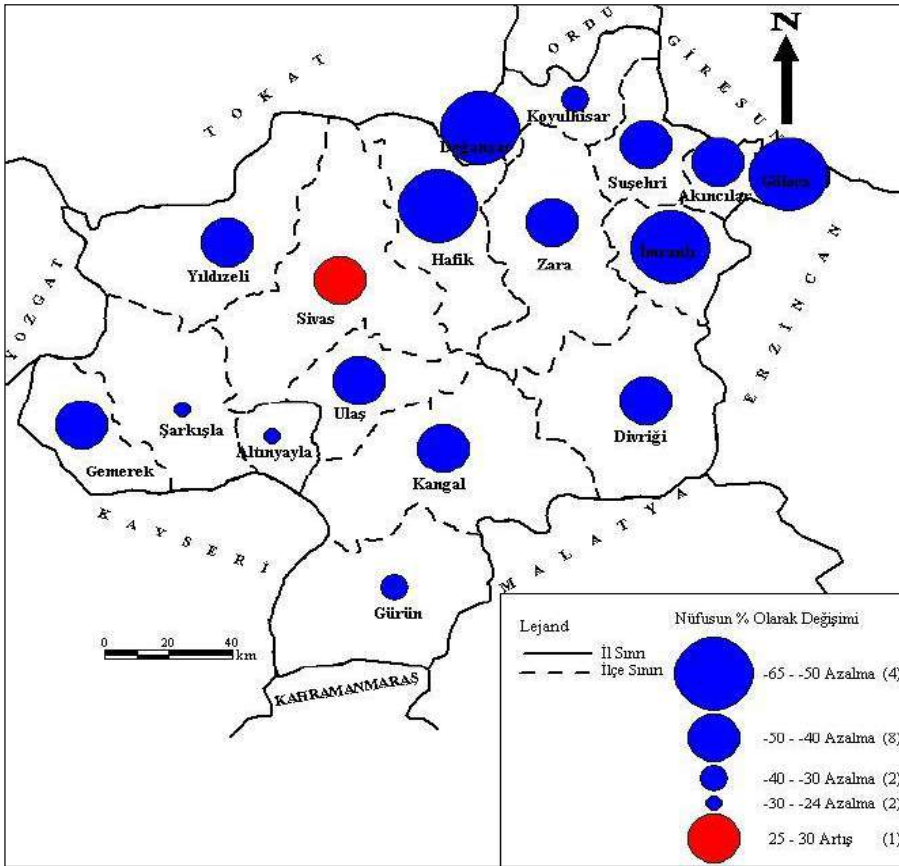 N
ORDU
GİRESUN
TOKAT
Koyulhisar
Doğanşar
Suşehri
Akıncılar
Gölova
İmranlı
Hafik
Zara
Yıldızeli
Sivas
YOZGAT
ERZİNCAN
Ulaş
Divriği
Şarkışla
Altınyayla
Gemerek
Kangal
KAYSERİ
MALATYA
Gürün
0 20 40
km
KAHRAMANMARAŞ
Lejand
İl Sınırı
İlçe Sınırı
Nüfusun % Olarak Değişimi
-65 - -50 Azalma (4)
-50 - -40 Azalma (8)
-40 - -30 Azalma (2)
-30 - -24 Azalma (2)
25 - 30 Artış (1)